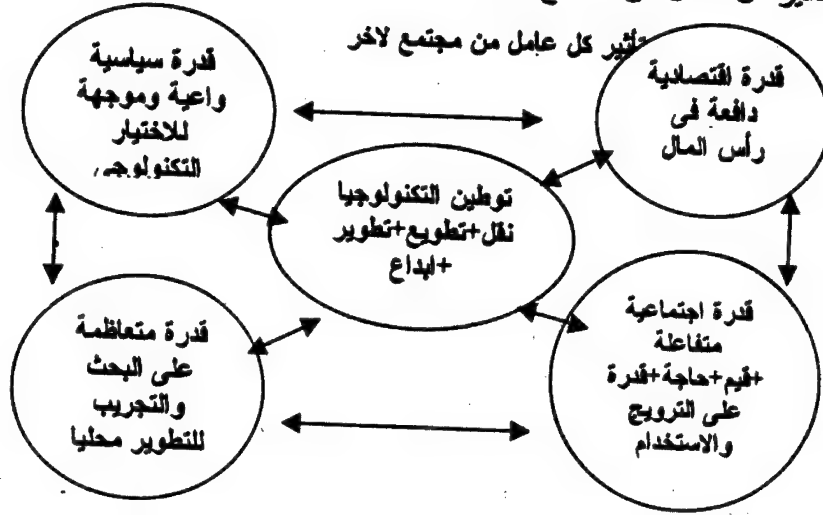 تأثير كل عامل من مجتمع لاخر
قدرة اقتصادية
دافعة فى
رأس المال
قدرة سياسية
واعية وموجهة
للاختيار
التكنولوجى
توطين التكنولوجيا
نقل+تطويع+تطوير
+ابداع
قدرة اجتماعية
متفاعلة
+قيم+حاجة+قدرة
على الترويج
والاستخدام
قدرة متعاظمة
على البحث
والتجريب
للتطوير محليا